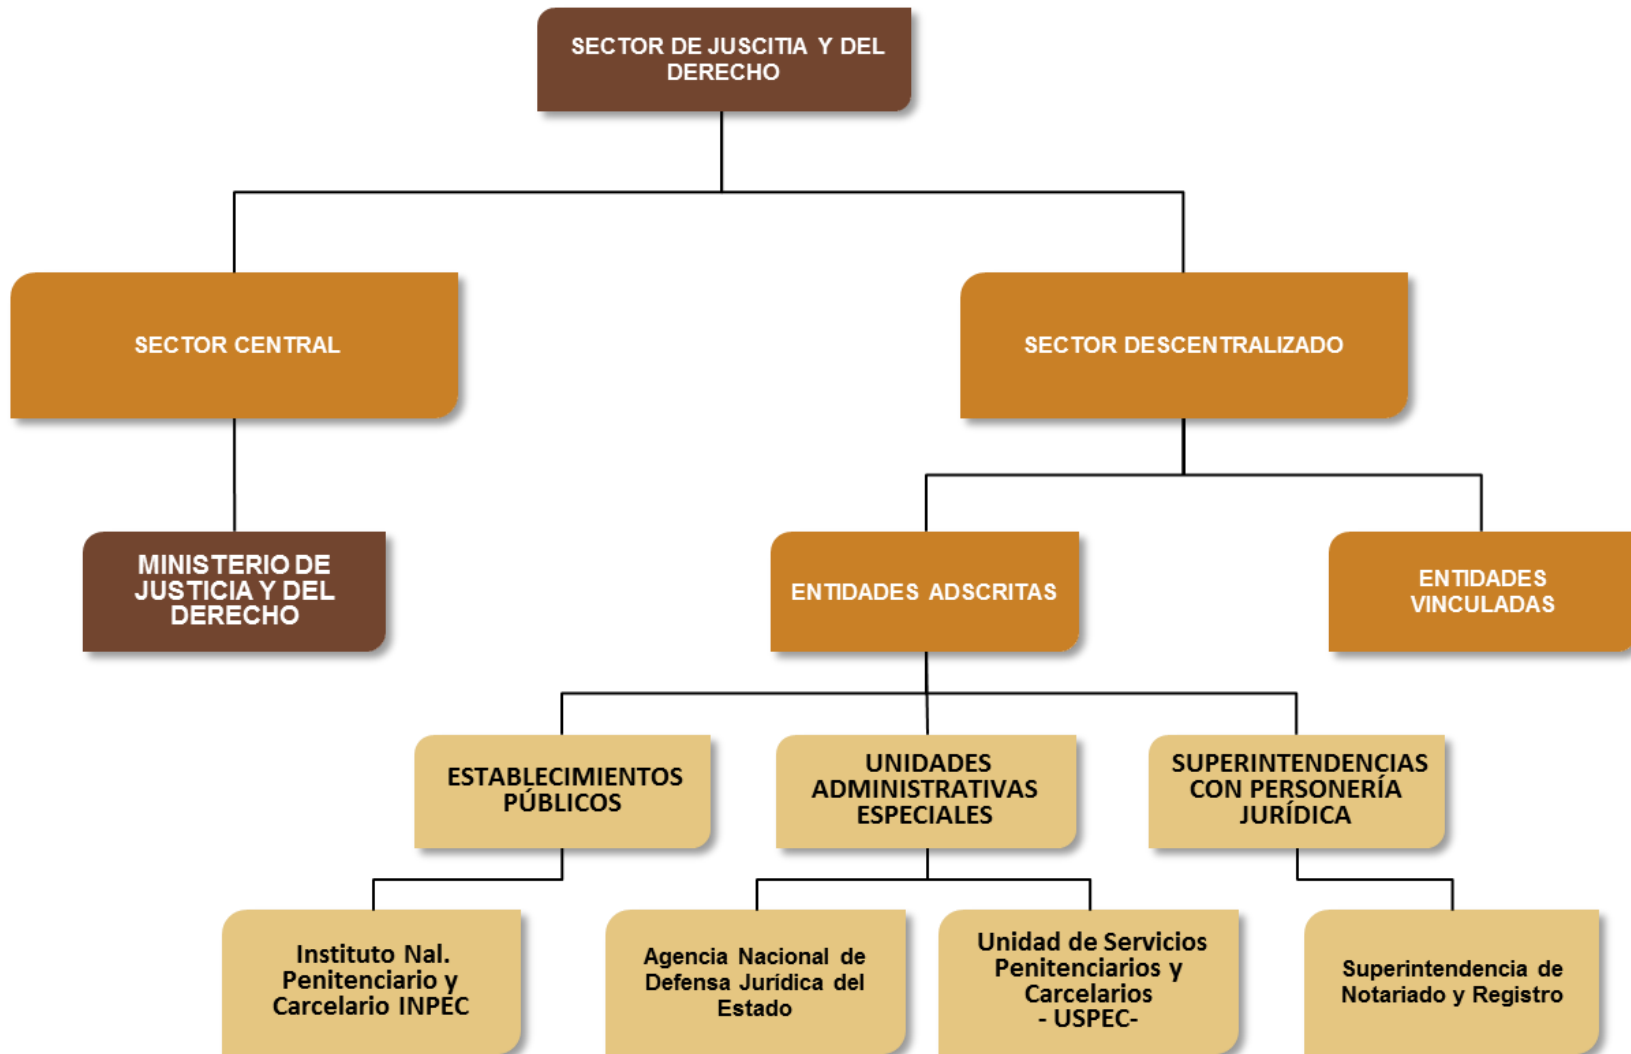 SECTOR DE JUSCITIA Y DEL
DERECHO
SECTOR CENTRAL
SECTOR DESCENTRALIZADO
MINISTERIO DE
JUSTICIA Y DEL
DERECHO
ENTIDADES ADSCRITAS
ENTIDADES
VINCULADAS
ESTABLECIMIENTOS
PÚBLICOS
UNIDADES
ADMINISTRATIVAS
ESPECIALES
SUPERINTENDENCIAS
CON PERSONERÍA
JURÍDICA
Instituto Nal.
Penitenciario y
Carcelario INPEC
Agencia Nacional de
Defensa Jurídica del
Estado
Unidad de Servicios
Penitenciarios y
Carcelarios
- USPEC-
Superintendencia de
Notariado y Registro